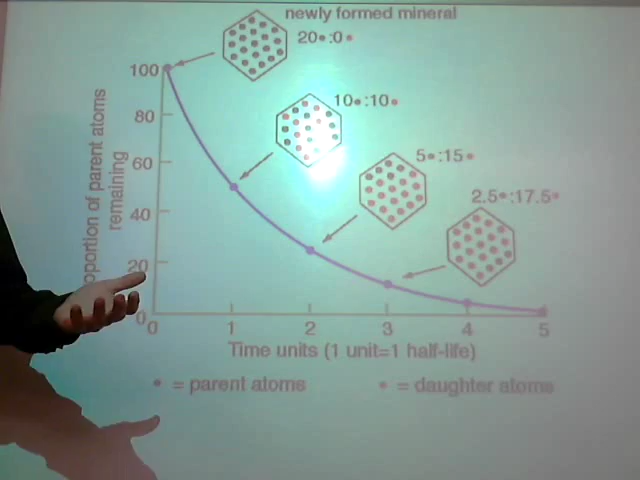 newly formed mineral
20•:0•
100
10•:10•
80
5•:15•
60
2.5•:17.5•
40
20
0
oportion of parent atoms
remaining
0 1 2 3 4 5
Time units (1 unit=1 half-life)
• = parent atoms • = daughter atoms